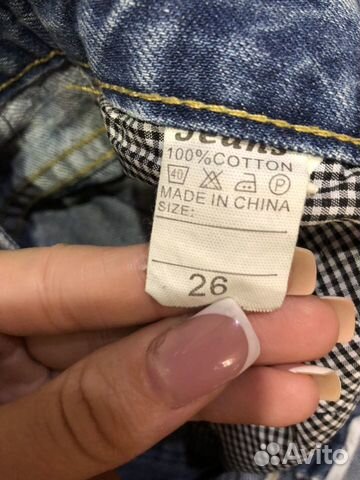 Jeans
100%COTTON
40 P
MADE IN CHINA
SIZE:
26
Avito